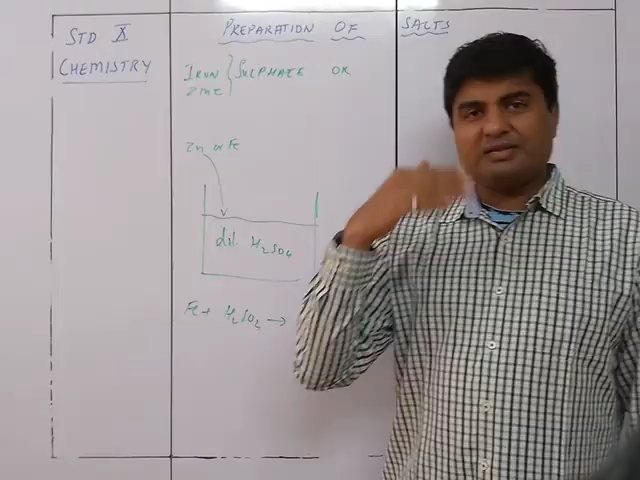 STD X
CHEMISTRY
PREPARATION OF SALTS
IRON
ZINC } SULPHATE OR
Zn or Fe
dil. H2SO4
Fe + H2SO2 →